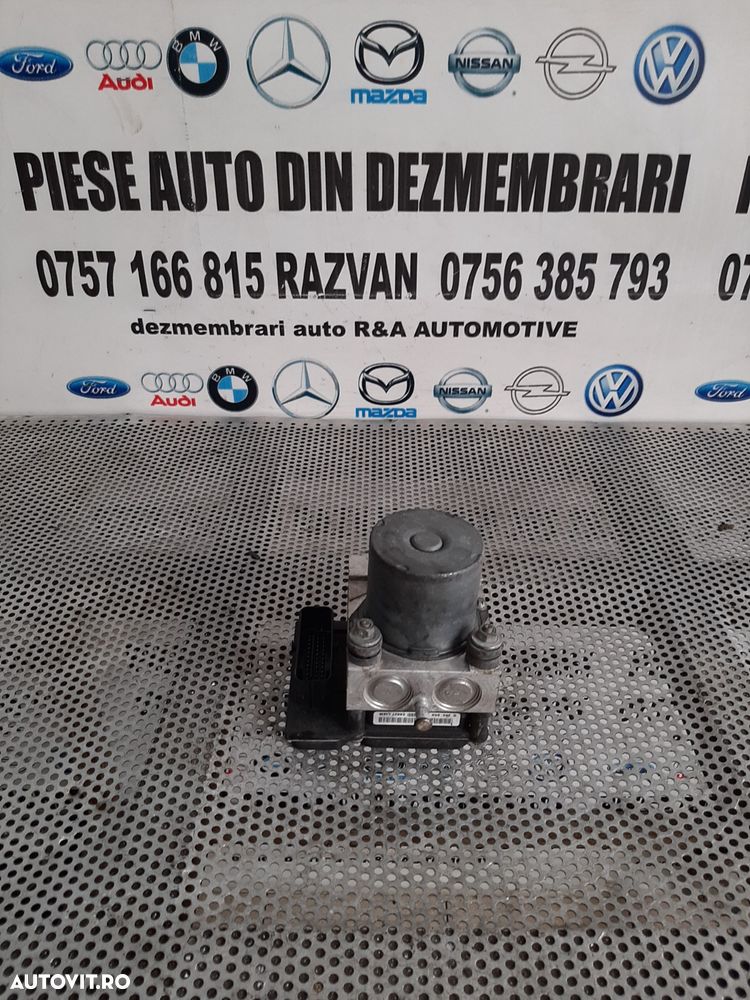 Ford Audi BMW mazda NISSAN
PIESE AUTO DIN DEZMEMBRARI
0757 166 815 RAZVAN 0756 385 793 07
dezmembrari auto R&A AUTOMOTIVE
Ford Audi BMW mazda NISSAN Ford
AUTOVIT.RO